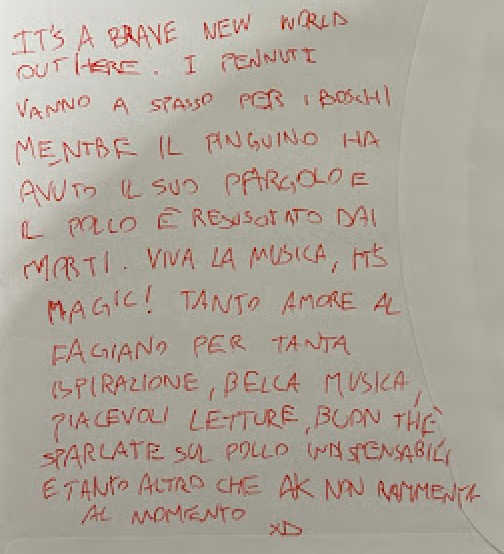 IT'S A BRAVE NEW WORLD
OUT HERE. I PENNUTI
VANNO A SPASSO PER I BOSCHI
MENTRE IL PINGUINO HA
AVUTO IL SUO PARGOLO E
IL POLLO È RESUSCITATO DAI
MORTI. VIVA LA MUSICA, IT'S
MAGIC! TANTO AMORE AL
FAGIANO PER TANTA
ISPIRAZIONE, BELLA MUSICA,
PIACEVOLI LETTURE, BUON THÈ
SPARLATE SUL POLLO INDISPENSABILI
E TANTO ALTRO CHE AK NON RAMMENTA
AL MOMENTO
XD